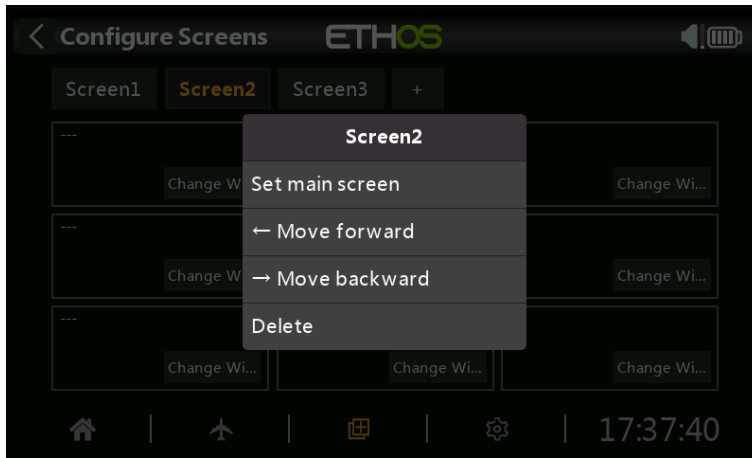 Configure Screens ETHOS
Screen1 Screen2 Screen3 +
---
Screen2
Change W Set main screen Change Wi...
← Move forward
---
Change W → Move backward Change Wi...
Delete
---
Change Wi... Change Wi... Change Wi...
17:37:40